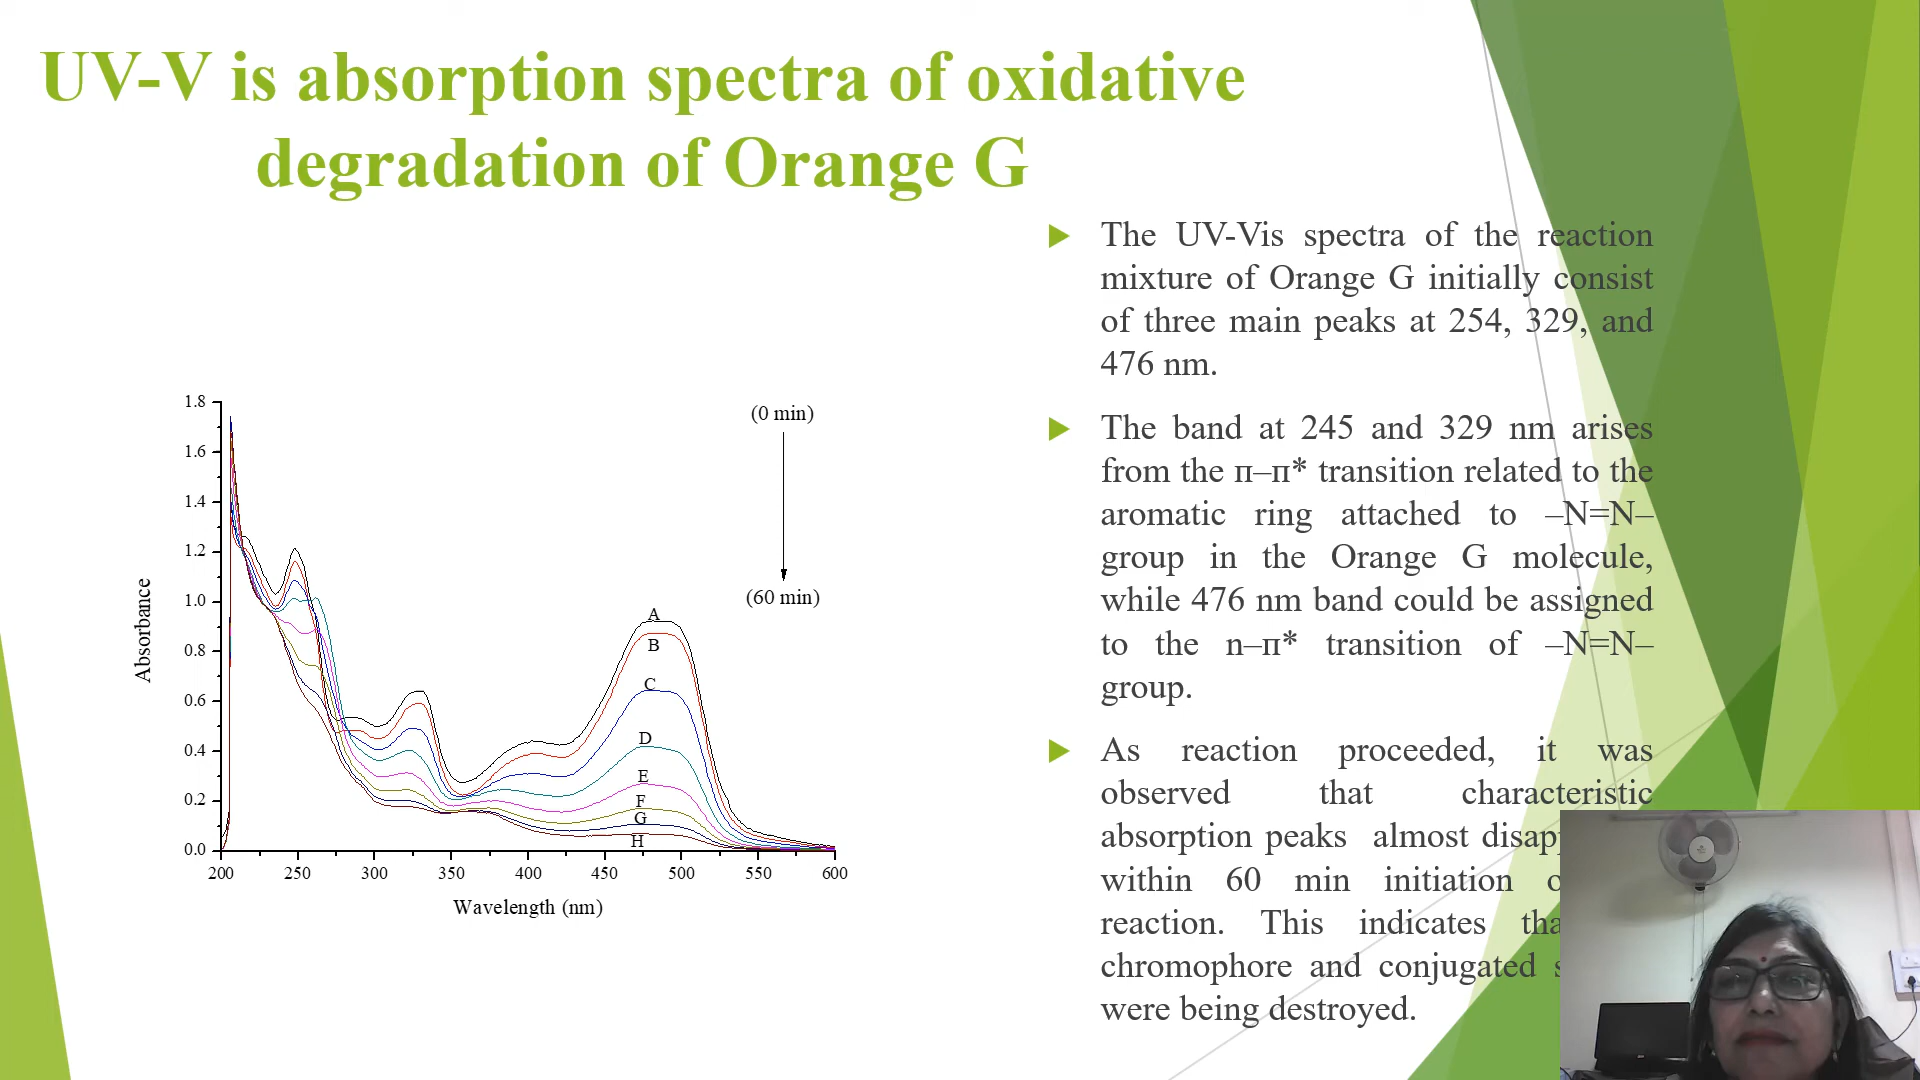 UV-V is absorption spectra of oxidative
degradation of Orange G
The UV-Vis spectra of the reaction
mixture of Orange G initially consist
of three main peaks at 254, 329, and
476 nm.
The band at 245 and 329 nm arises
from the п–п* transition related to the
aromatic ring attached to –N=N–
group in the Orange G molecule,
while 476 nm band could be assigned
to the n–п* transition of –N=N–
group.
As reaction proceeded, it was
observed that characteristic
absorption peaks almost
within 60 min initiation
reaction. This indicates
chromophore and conjugated
were being destroyed.
1.8
1.6
1.4
1.2
1.0
0.8
0.6
0.4
0.2
0.0
Absorbance
200 250 300 350 400 450 500 550 600
Wavelength (nm)
(0 min)
(60 min)
A
B
C
D
E
F
G
H